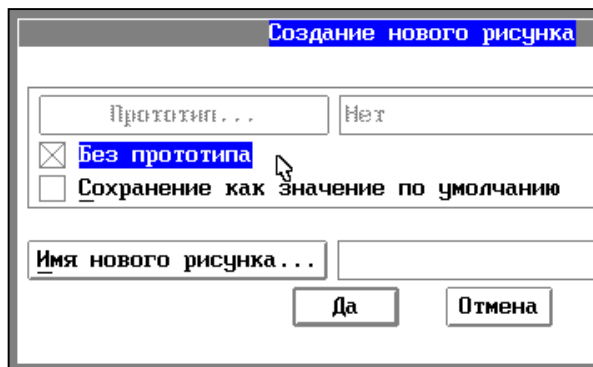 Создание нового рисунка
Прототип... Нет
Без прототипа
Сохранение как значение по умолчанию
Имя нового рисунка...
Да Отмена